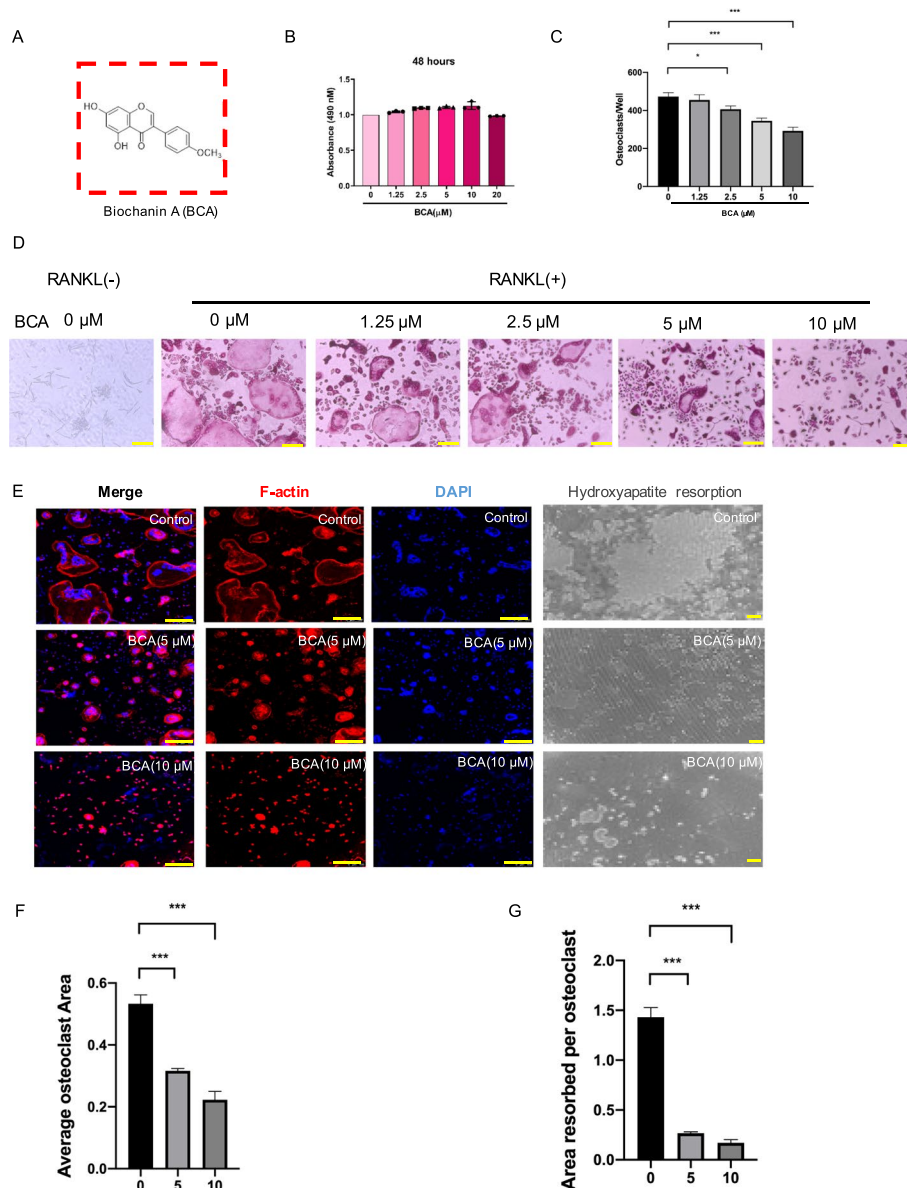 A
HO
O
OH
O
OCH3
Biochanin A (BCA)
B
48 hours
Absorbance (490 nM)
1.5
1.0
0.5
0.0
0 1.25 2.5 5 10 20
BCA(μM)
C
***
***
*
Osteoclasts/Well
600
400
200
0
0 1.25 2.5 5 10
BCA (μM)
D
RANKL(-) RANKL(+)
BCA 0 μM 0 μM 1.25 μM 2.5 μM 5 μM 10 μM
E
Merge F-actin DAPI Hydroxyapatite resorption
Control Control Control Control
BCA(5 μM) BCA(5 μM) BCA(5 μM) BCA(5 μM)
BCA(10 μM BCA(10 μM) BCA(10 μM) BCA(10 μM)
F
***
***
Average osteoclast Area
0.6
0.4
0.2
0.0
0 5 10
G
***
***
Area resorbed per osteoclast
2.0
1.5
1.0
0.5
0.0
0 5 10